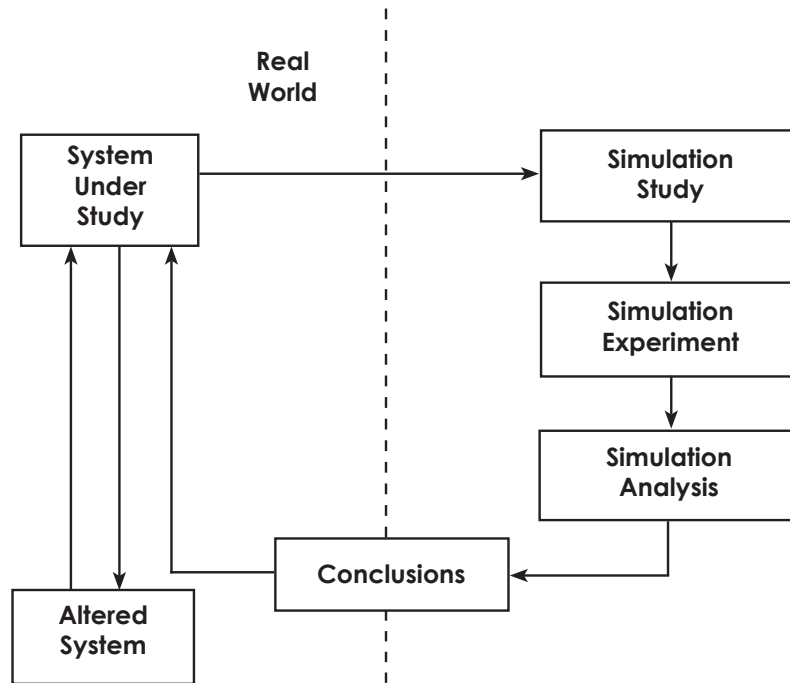 Real
World
System
Under
Study
Simulation
Study
Simulation
Experiment
Simulation
Analysis
Conclusions
Altered
System